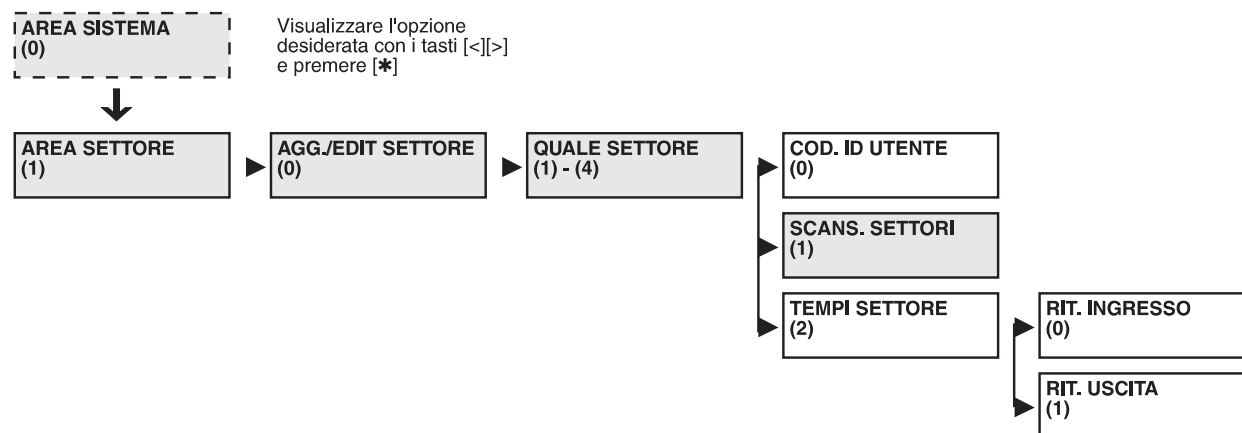 AREA SISTEMA
(0)
Visualizzare l'opzione
desiderata con i tasti [<][>]
e premere [✱]
AREA SETTORE
(1)
AGG./EDIT SETTORE
(0)
QUALE SETTORE
(1) - (4)
COD. ID UTENTE
(0)
SCANS. SETTORI
(1)
TEMPI SETTORE
(2)
RIT. INGRESSO
(0)
RIT. USCITA
(1)